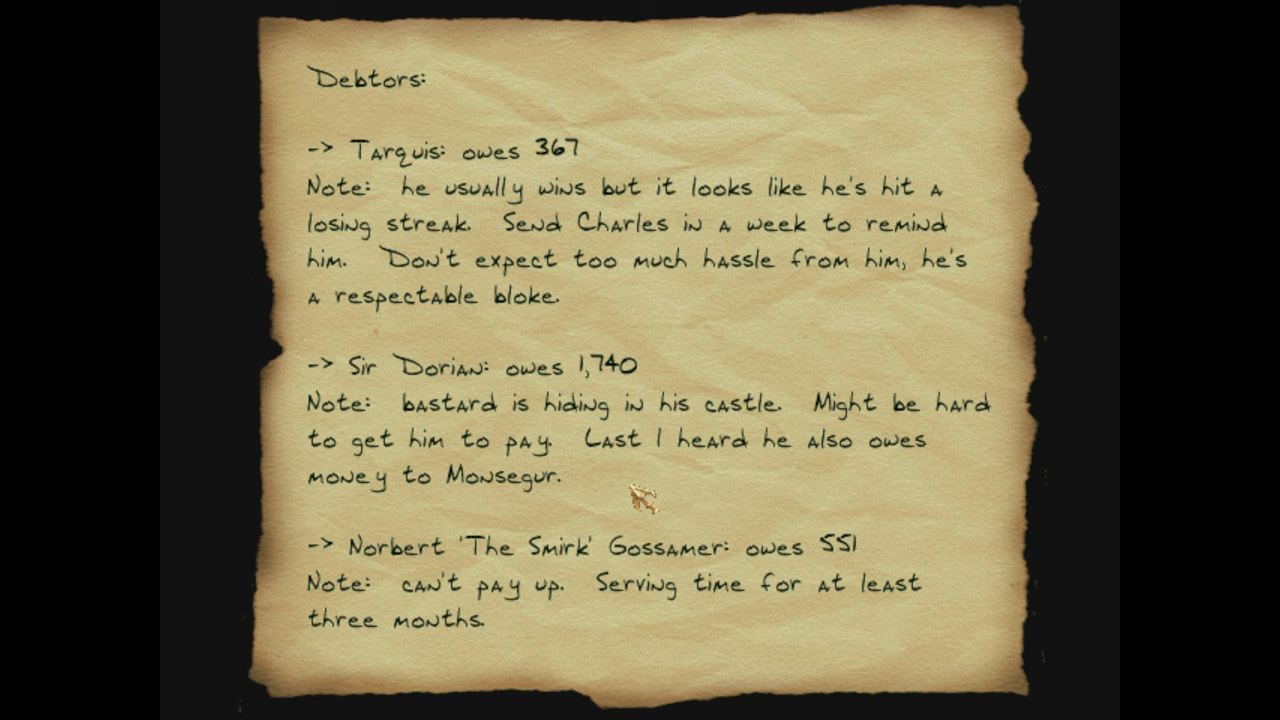 Debtors:
-> Tarquis: owes 367
Note: he usually wins but it looks like he's hit a
losing streak. Send Charles in a week to remind
him. Don't expect too much hassle from him, he's
a respectable bloke.
-> Sir Dorian: owes 1,740
Note: bastard is hiding in his castle. Might be hard
to get him to pay. Last I heard he also owes
money to Monsegur.
-> Norbert 'The Smirk' Gossamer: owes 551
Note: can't pay up. Serving time for at least
three months.